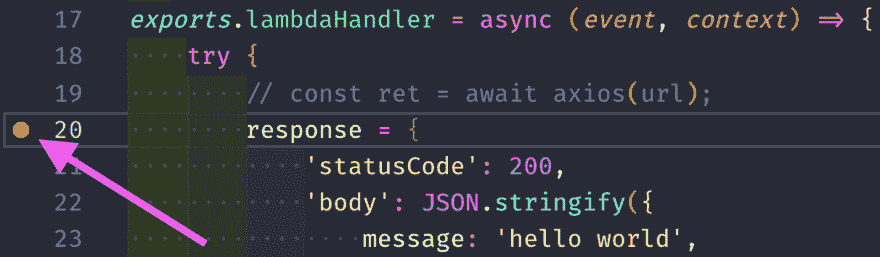 17 exports.lambdaHandler = async (event, context) => {
18 try {
19 // const ret = await axios(url);
20 response = {
21 'statusCode': 200,
22 'body': JSON.stringify({
23 message: 'hello world',